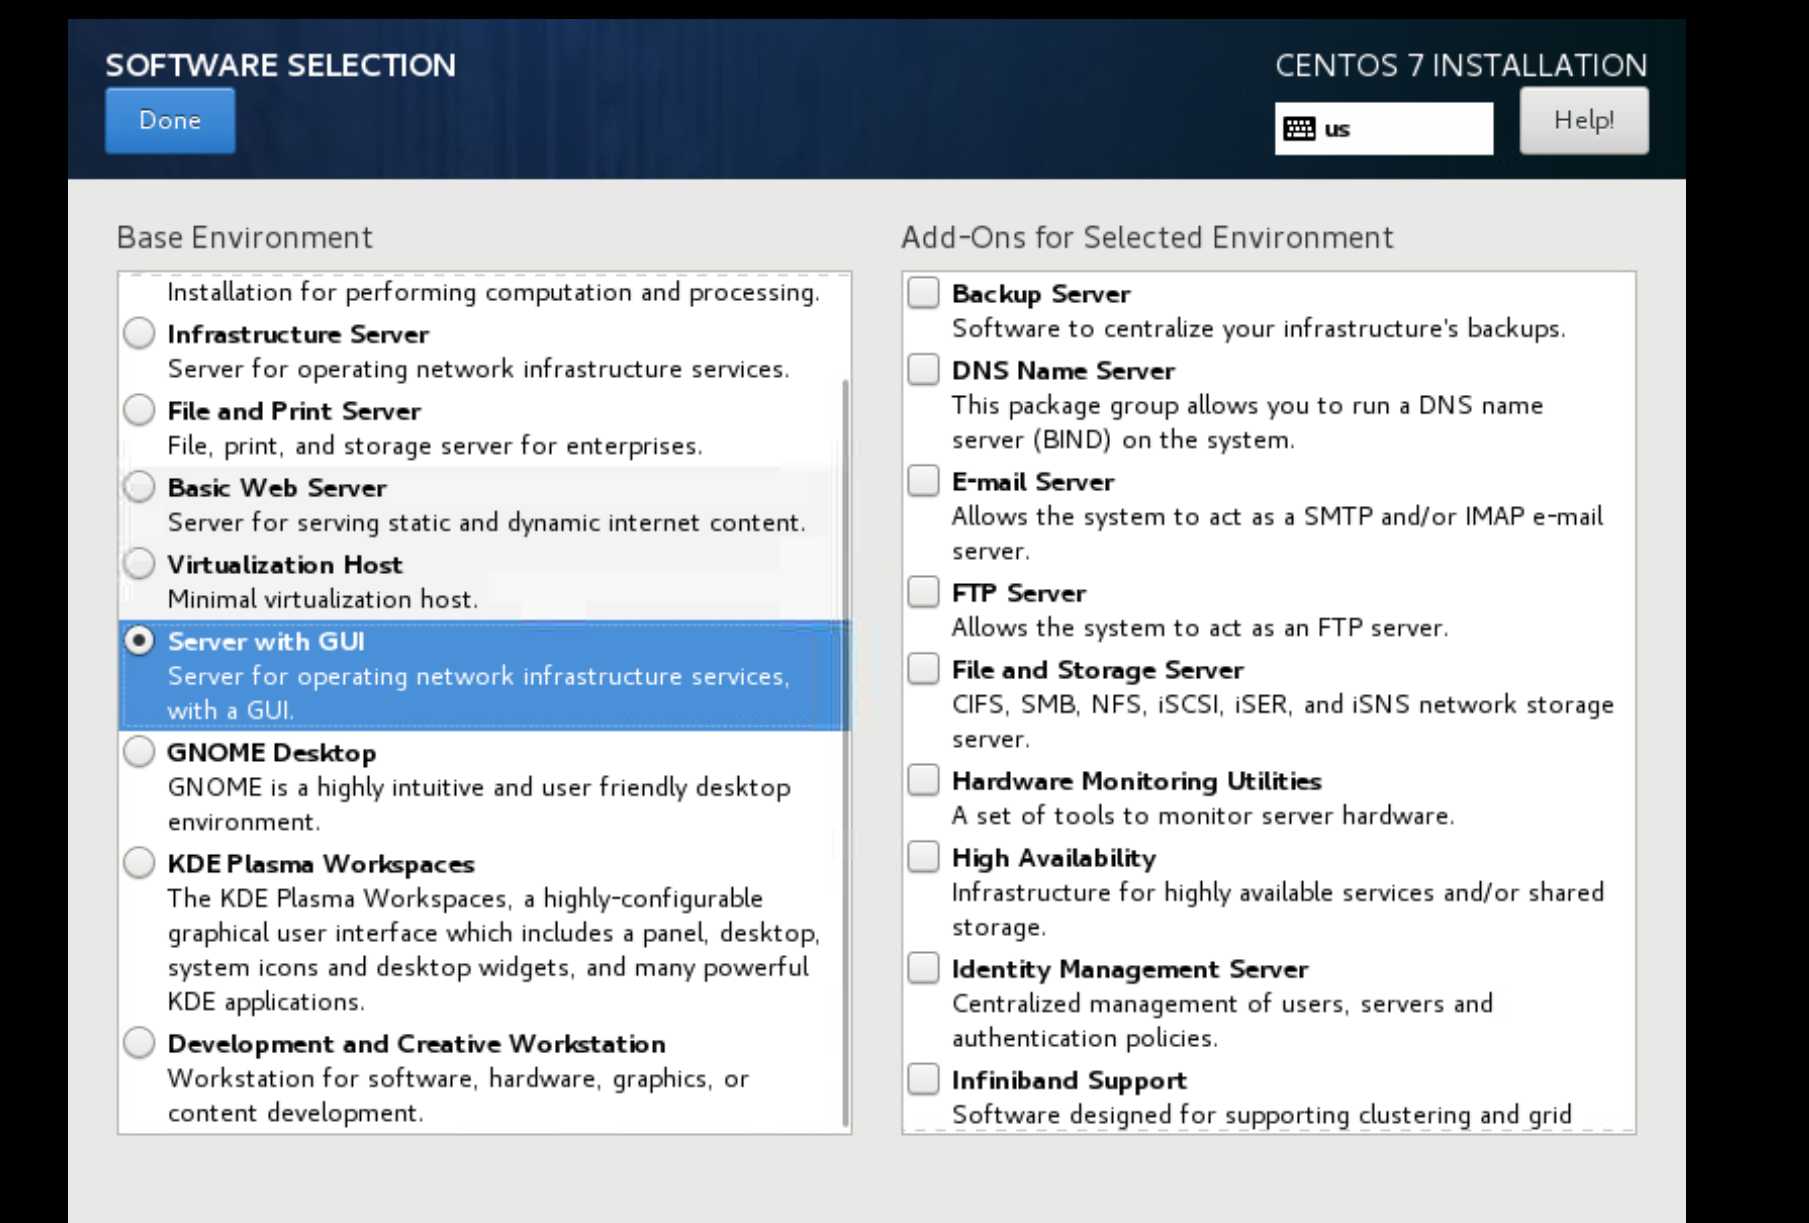 SOFTWARE SELECTION
CENTOS 7 INSTALLATION
Done
us
Help!
Base Environment
Installation for performing computation and processing.
Infrastructure Server
Server for operating network infrastructure services.
File and Print Server
File, print, and storage server for enterprises.
Basic Web Server
Server for serving static and dynamic internet content.
Virtualization Host
Minimal virtualization host.
Server with GUI
Server for operating network infrastructure services,
with a GUI.
GNOME Desktop
GNOME is a highly intuitive and user friendly desktop
environment.
KDE Plasma Workspaces
The KDE Plasma Workspaces, a highly-configurable
graphical user interface which includes a panel, desktop,
system icons and desktop widgets, and many powerful
KDE applications.
Development and Creative Workstation
Workstation for software, hardware, graphics, or
content development.
Add-Ons for Selected Environment
Backup Server
Software to centralize your infrastructure's backups.
DNS Name Server
This package group allows you to run a DNS name
server (BIND) on the system.
E-mail Server
Allows the system to act as a SMTP and/or IMAP e-mail
server.
FTP Server
Allows the system to act as an FTP server.
File and Storage Server
CIFS, SMB, NFS, iSCSI, iSER, and iSNS network storage
server.
Hardware Monitoring Utilities
A set of tools to monitor server hardware.
High Availability
Infrastructure for highly available services and/or shared
storage.
Identity Management Server
Centralized management of users, servers and
authentication policies.
Infiniband Support
Software designed for supporting clustering and grid